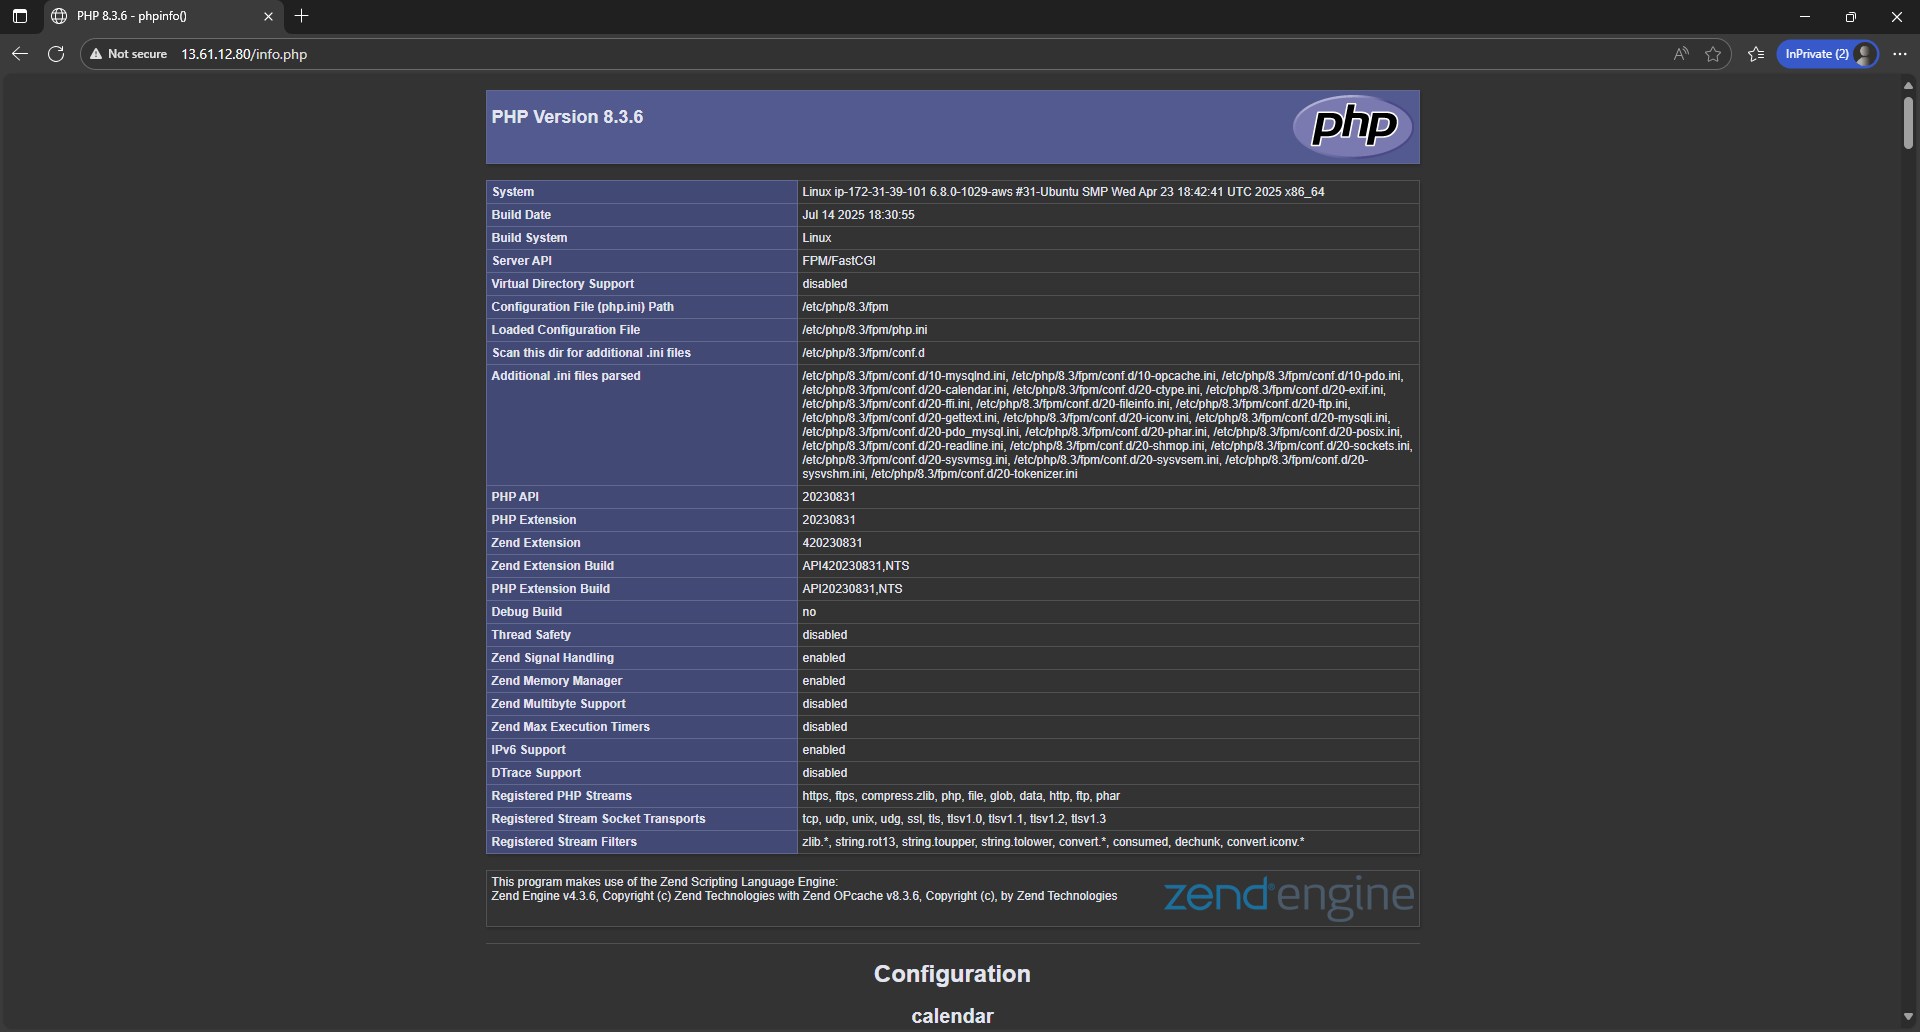 PHP 8.3.6 - phpinfo()
Not secure 13.61.12.80/info.php
InPrivate (2)
PHP Version 8.3.6
php
System Linux ip-172-31-39-101 6.8.0-1029-aws #31-Ubuntu SMP Wed Apr 23 18:42:41 UTC 2025 x86_64
Build Date Jul 14 2025 18:30:55
Build System Linux
Server API FPM/FastCGI
Virtual Directory Support disabled
Configuration File (php.ini) Path /etc/php/8.3/fpm
Loaded Configuration File /etc/php/8.3/fpm/php.ini
Scan this dir for additional .ini files /etc/php/8.3/fpm/conf.d
Additional .ini files parsed /etc/php/8.3/fpm/conf.d/10-mysqlnd.ini, /etc/php/8.3/fpm/conf.d/10-opcache.ini, /etc/php/8.3/fpm/conf.d/10-pdo.ini,
/etc/php/8.3/fpm/conf.d/20-calendar.ini, /etc/php/8.3/fpm/conf.d/20-ctype.ini, /etc/php/8.3/fpm/conf.d/20-exif.ini,
/etc/php/8.3/fpm/conf.d/20-ffi.ini, /etc/php/8.3/fpm/conf.d/20-fileinfo.ini, /etc/php/8.3/fpm/conf.d/20-ftp.ini,
/etc/php/8.3/fpm/conf.d/20-gettext.ini, /etc/php/8.3/fpm/conf.d/20-iconv.ini, /etc/php/8.3/fpm/conf.d/20-mysqli.ini,
/etc/php/8.3/fpm/conf.d/20-pdo_mysql.ini, /etc/php/8.3/fpm/conf.d/20-phar.ini, /etc/php/8.3/fpm/conf.d/20-posix.ini,
/etc/php/8.3/fpm/conf.d/20-readline.ini, /etc/php/8.3/fpm/conf.d/20-shmop.ini, /etc/php/8.3/fpm/conf.d/20-sockets.ini,
/etc/php/8.3/fpm/conf.d/20-sysvmsg.ini, /etc/php/8.3/fpm/conf.d/20-sysvsem.ini, /etc/php/8.3/fpm/conf.d/20-
sysvshm.ini, /etc/php/8.3/fpm/conf.d/20-tokenizer.ini
PHP API 20230831
PHP Extension 20230831
Zend Extension 420230831
Zend Extension Build API420230831,NTS
PHP Extension Build API20230831,NTS
Debug Build no
Thread Safety disabled
Zend Signal Handling enabled
Zend Memory Manager enabled
Zend Multibyte Support disabled
Zend Max Execution Timers disabled
IPv6 Support enabled
DTrace Support disabled
Registered PHP Streams https, ftps, compress.zlib, php, file, glob, data, http, ftp, phar
Registered Stream Socket Transports tcp, udp, unix, udg, ssl, tls, tlsv1.0, tlsv1.1, tlsv1.2, tlsv1.3
Registered Stream Filters zlib.*, string.rot13, string.toupper, string.tolower, convert.*, consumed, dechunk, convert.iconv.*
This program makes use of the Zend Scripting Language Engine:
Zend Engine v4.3.6, Copyright (c) Zend Technologies with Zend OPcache v8.3.6, Copyright (c), by Zend Technologies
zend engine
Configuration
calendar